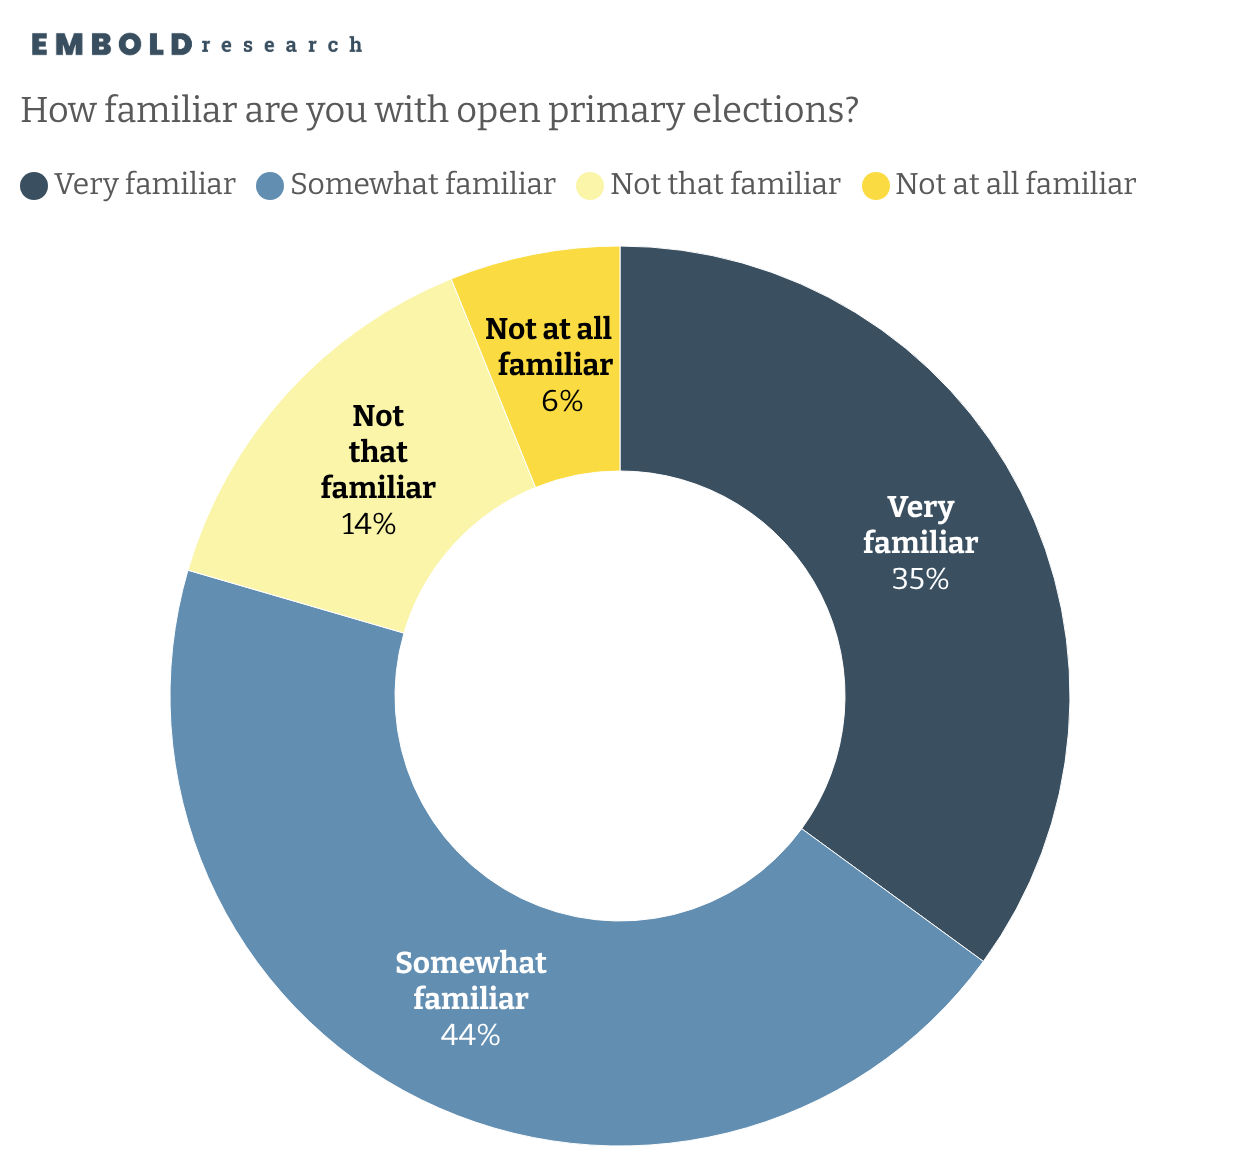 EMBOLD research
How familiar are you with open primary elections?
Very familiar Somewhat familiar Not that familiar Not at all familiar
Not at all
familiar
6%
Not
that
familiar
14%
Very
familiar
35%
Somewhat
familiar
44%